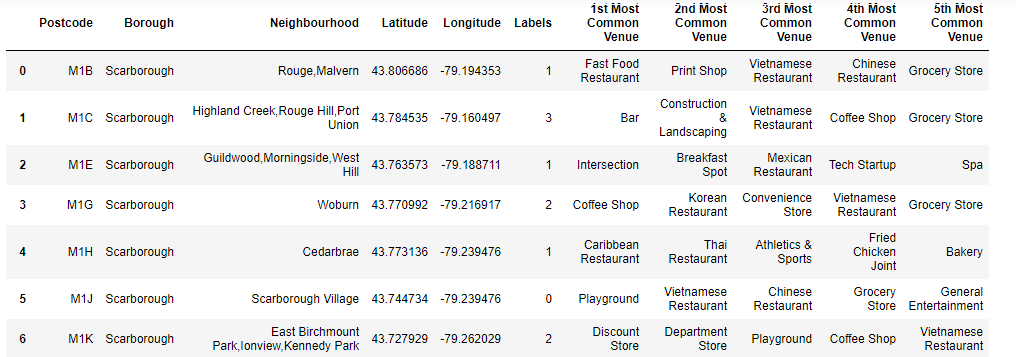 Postcode Borough Neighbourhood Latitude Longitude Labels 1st Most Common Venue 2nd Most Common Venue 3rd Most Common Venue 4th Most Common Venue 5th Most Common Venue
0 M1B Scarborough Rouge,Malvern 43.806686 -79.194353 1 Fast Food Restaurant Print Shop Vietnamese Restaurant Chinese Restaurant Grocery Store
1 M1C Scarborough Highland Creek,Rouge Hill,Port Union 43.784535 -79.160497 3 Bar Construction & Landscaping Vietnamese Restaurant Coffee Shop Grocery Store
2 M1E Scarborough Guildwood,Morningside,West Hill 43.763573 -79.188711 1 Intersection Breakfast Spot Mexican Restaurant Tech Startup Spa
3 M1G Scarborough Woburn 43.770992 -79.216917 2 Coffee Shop Korean Restaurant Convenience Store Vietnamese Restaurant Grocery Store
4 M1H Scarborough Cedarbrae 43.773136 -79.239476 1 Caribbean Restaurant Thai Restaurant Athletics & Sports Fried Chicken Joint Bakery
5 M1J Scarborough Scarborough Village 43.744734 -79.239476 0 Playground Vietnamese Restaurant Chinese Restaurant Grocery Store General Entertainment
6 M1K Scarborough East Birchmount Park,Ionview,Kennedy Park 43.727929 -79.262029 2 Discount Store Department Store Playground Coffee Shop Vietnamese Restaurant